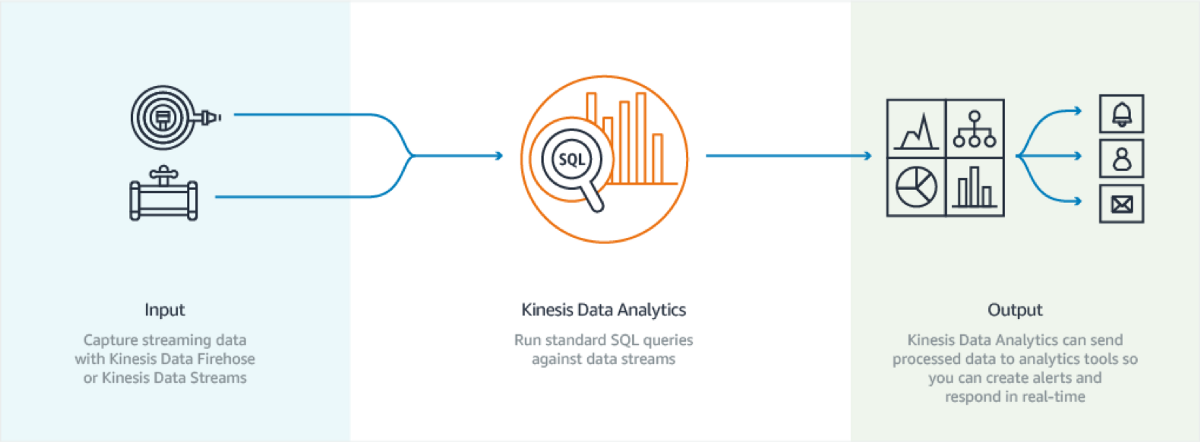 SQL
Input
Capture streaming data
with Kinesis Data Firehose
or Kinesis Data Streams
Kinesis Data Analytics
Run standard SQL queries
against data streams
Output
Kinesis Data Analytics can send
processed data to analytics tools so
you can create alerts and
respond in real-time